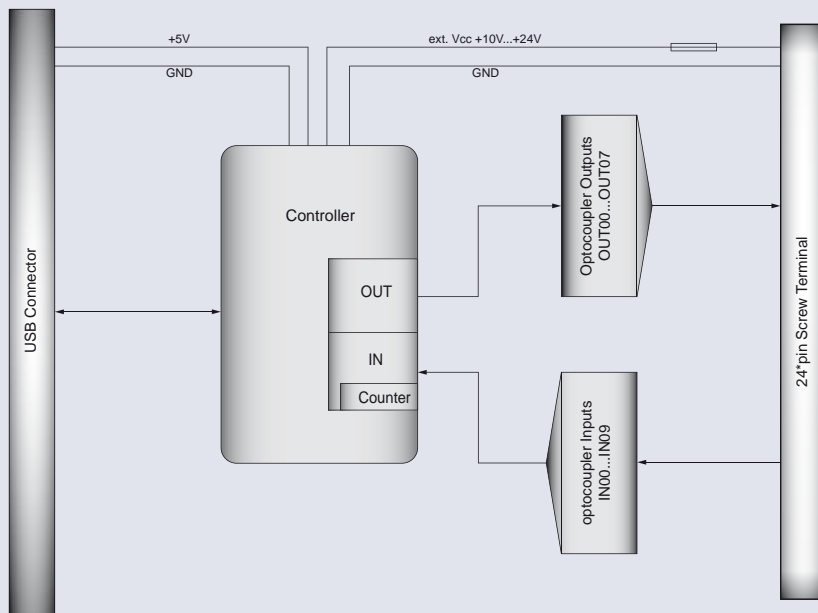 +5V
GND
ext. Vcc +10V...+24V
GND
USB Connector
Controller
OUT
IN
Counter
Optocoupler Outputs
OUT00...OUT07
optocoupler Inputs
IN00...IN09
24*pin Screw Terminal